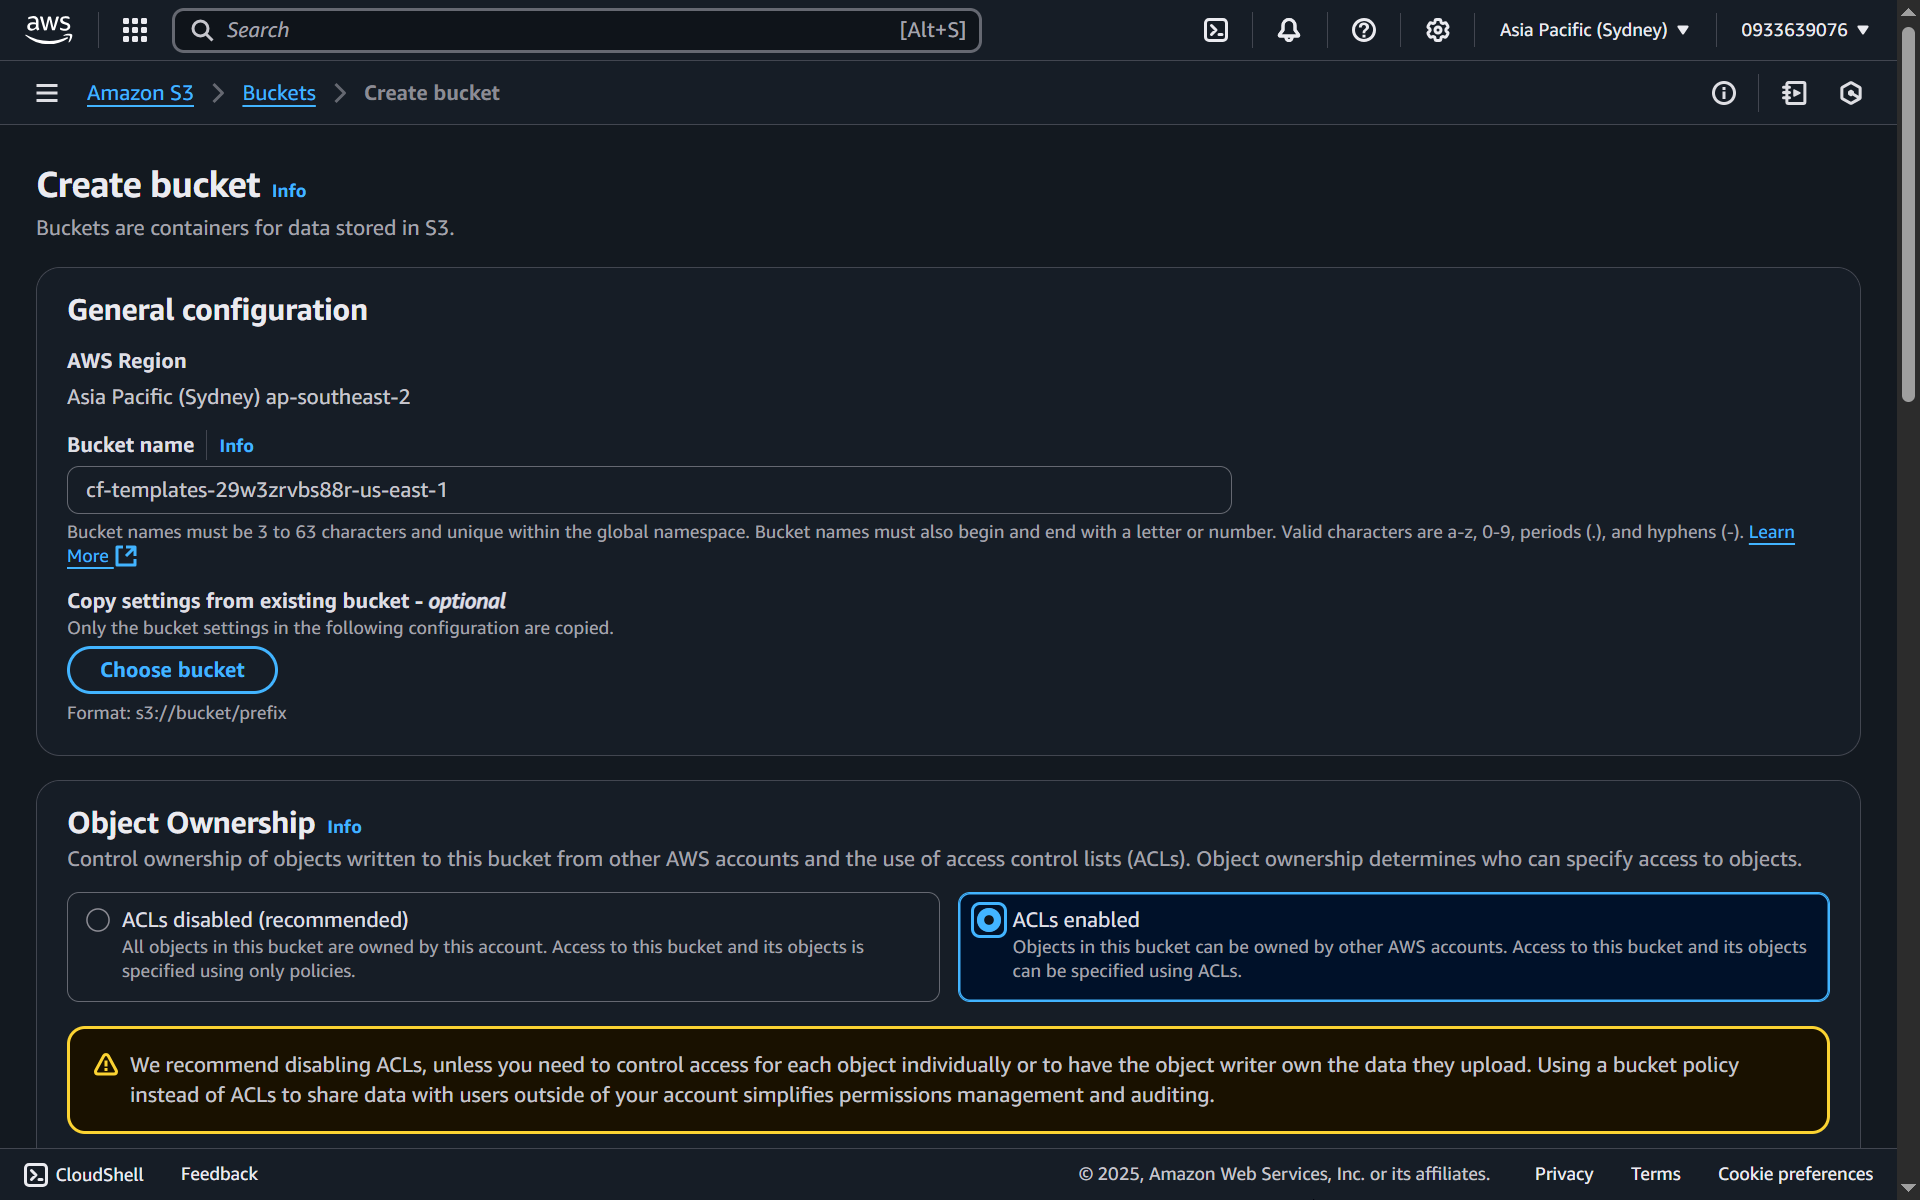 aws
Search [Alt+S]
Asia Pacific (Sydney)
0933639076
Amazon S3 Buckets Create bucket
Create bucket Info
Buckets are containers for data stored in S3.
General configuration
AWS Region
Asia Pacific (Sydney) ap-southeast-2
Bucket name Info
cf-templates-29w3zrvbs88r-us-east-1
Bucket names must be 3 to 63 characters and unique within the global namespace. Bucket names must also begin and end with a letter or number. Valid characters are a-z, 0-9, periods (.), and hyphens (-). Learn
More
Copy settings from existing bucket - optional
Only the bucket settings in the following configuration are copied.
Choose bucket
Format: s3://bucket/prefix
Object Ownership Info
Control ownership of objects written to this bucket from other AWS accounts and the use of access control lists (ACLs). Object ownership determines who can specify access to objects.
ACLs disabled (recommended)
All objects in this bucket are owned by this account. Access to this bucket and its objects is
specified using only policies.
ACLs enabled
Objects in this bucket can be owned by other AWS accounts. Access to this bucket and its objects
can be specified using ACLs.
We recommend disabling ACLs, unless you need to control access for each object individually or to have the object writer own the data they upload. Using a bucket policy
instead of ACLs to share data with users outside of your account simplifies permissions management and auditing.
CloudShell Feedback © 2025, Amazon Web Services, Inc. or its affiliates. Privacy Terms Cookie preferences